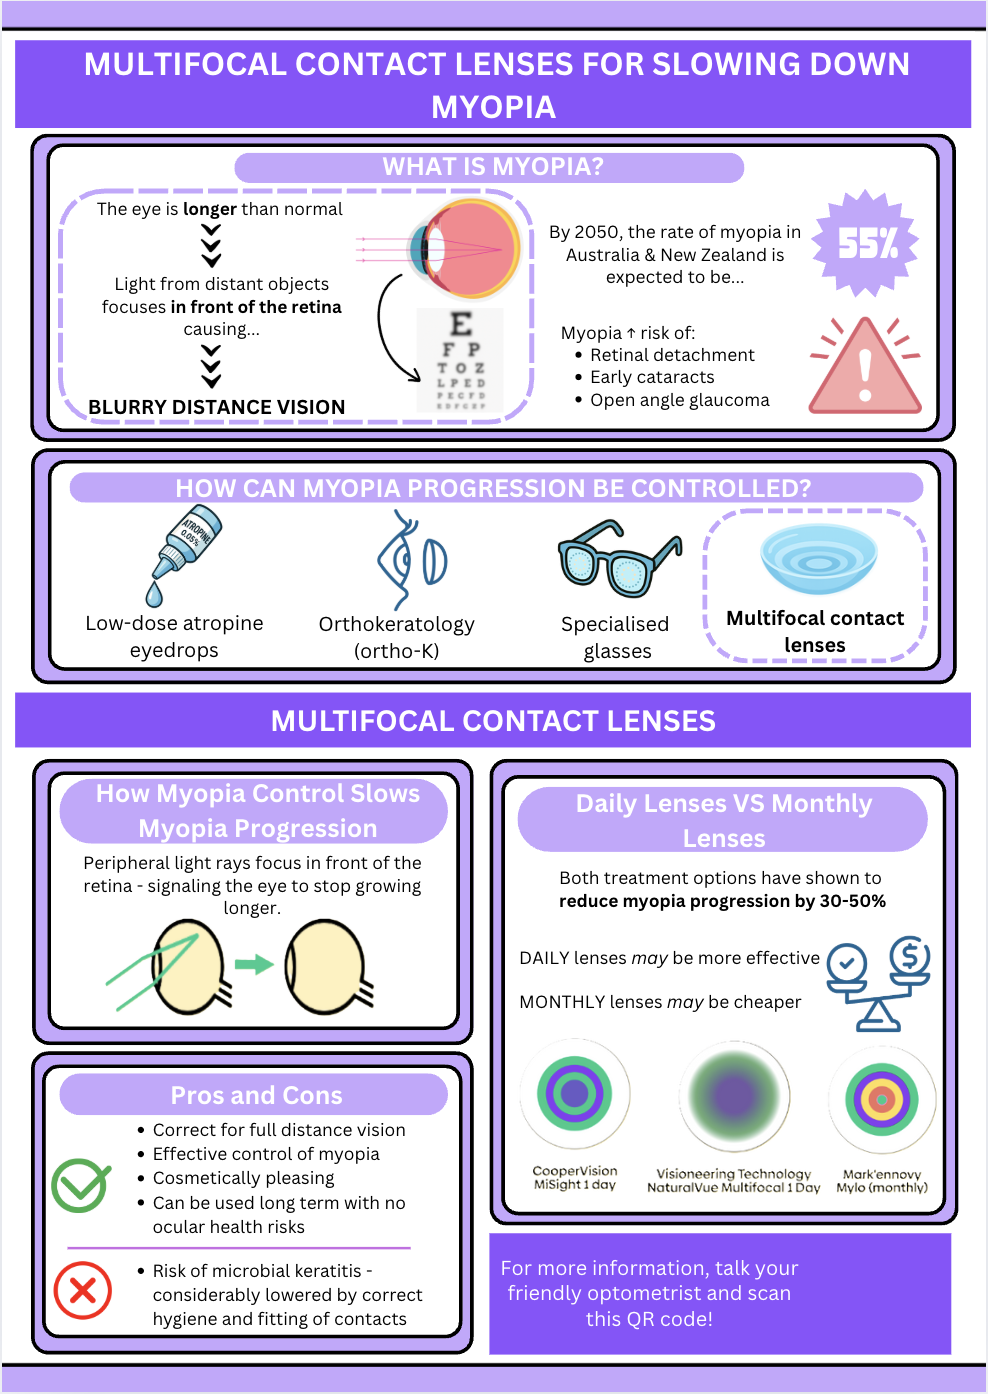 MULTIFOCAL CONTACT LENSES FOR SLOWING DOWN
MYOPIA
WHAT IS MYOPIA?
The eye is longer than normal
Light from distant objects
focuses in front of the retina
causing...
BLURRY DISTANCE VISION
E
F P
T O Z
L P E D
P E C F D
E D F C Z P
By 2050, the rate of myopia in
Australia & New Zealand is
expected to be...
55%
Myopia ↑ risk of:
• Retinal detachment
• Early cataracts
• Open angle glaucoma
HOW CAN MYOPIA PROGRESSION BE CONTROLLED?
ATROPINE
0.05%
Low-dose atropine
eyedrops
Orthokeratology
(ortho-K)
Specialised
glasses
Multifocal contact
lenses
MULTIFOCAL CONTACT LENSES
How Myopia Control Slows
Myopia Progression
Peripheral light rays focus in front of the
retina - signaling the eye to stop growing
longer.
Pros and Cons
• Correct for full distance vision
• Effective control of myopia
• Cosmetically pleasing
• Can be used long term with no
ocular health risks
• Risk of microbial keratitis -
considerably lowered by correct
hygiene and fitting of contacts
Daily Lenses VS Monthly
Lenses
Both treatment options have shown to
reduce myopia progression by 30-50%
DAILY lenses may be more effective
MONTHLY lenses may be cheaper
$
CooperVision
MiSight 1 day
Visioneering Technology
NaturalVue Multifocal 1 Day
Mark'ennovy
Mylo (monthly)
For more information, talk your
friendly optometrist and scan
this QR code!